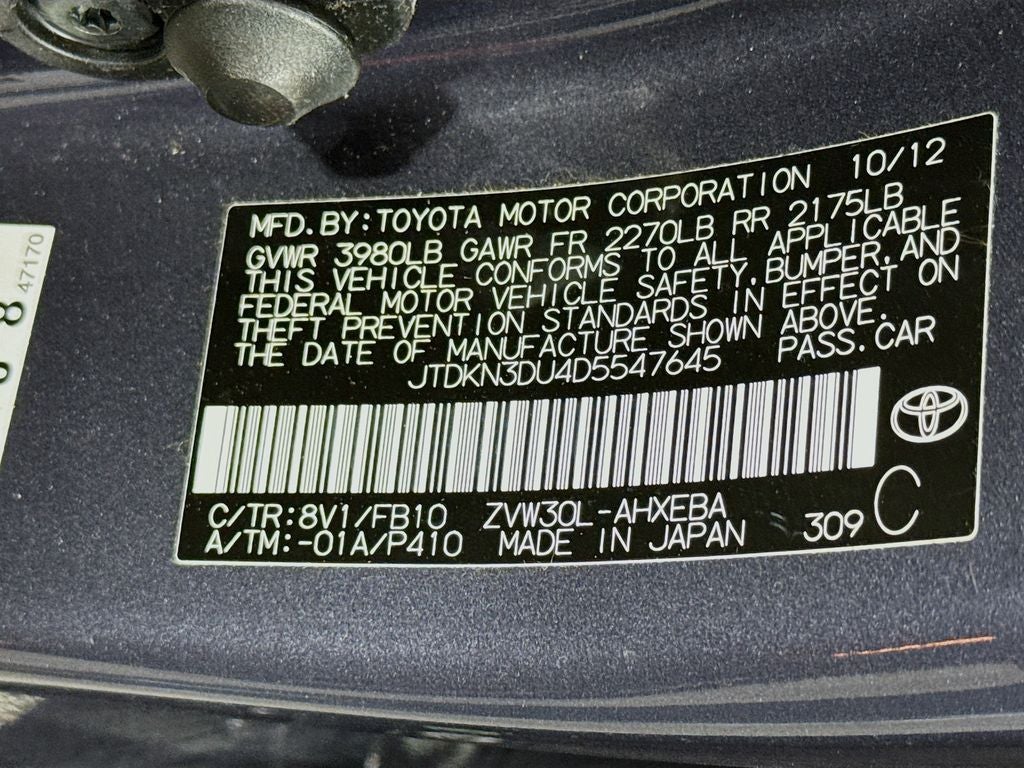 MFD. BY: TOYOTA MOTOR CORPORATION 10/12
GVWR 3980LB GAWR FR 2270LB RR 2175LB
THIS VEHICLE CONFORMS TO ALL APPLICABLE
FEDERAL MOTOR VEHICLE SAFETY, BUMPER, AND
THEFT PREVENTION STANDARDS IN EFFECT ON
THE DATE OF MANUFACTURE SHOWN ABOVE.
JTDKN3DU4D5547645 PASS. CAR
C/TR: 8V1/FB10 ZVW30L-AHXEBA
A/TM: -01A/P410 MADE IN JAPAN 309 C
47170
8